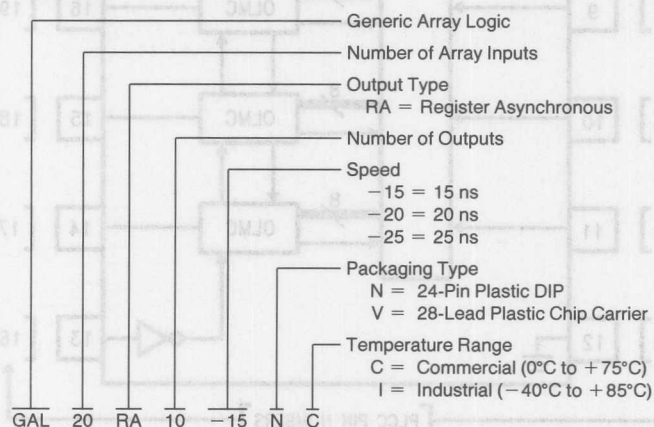 Generic Array Logic
Number of Array Inputs
Output Type
RA = Register Asynchronous
Number of Outputs
Speed
−15 = 15 ns
−20 = 20 ns
−25 = 25 ns
Packaging Type
N = 24-Pin Plastic DIP
V = 28-Lead Plastic Chip Carrier
Temperature Range
C = Commercial (0°C to +75°C)
I = Industrial (−40°C to +85°C)
GAL 20 RA 10 −15 N C